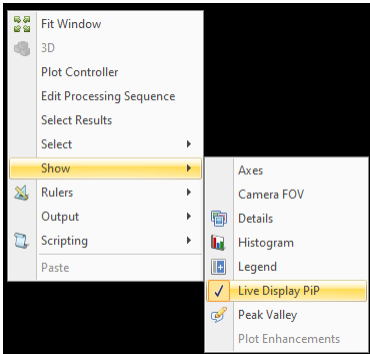 Fit Window
3D
Plot Controller
Edit Processing Sequence
Select Results
Select
Show
Rulers
Output
Scripting
Paste
Axes
Camera FOV
Details
Histogram
Legend
Live Display PiP
Peak Valley
Plot Enhancements